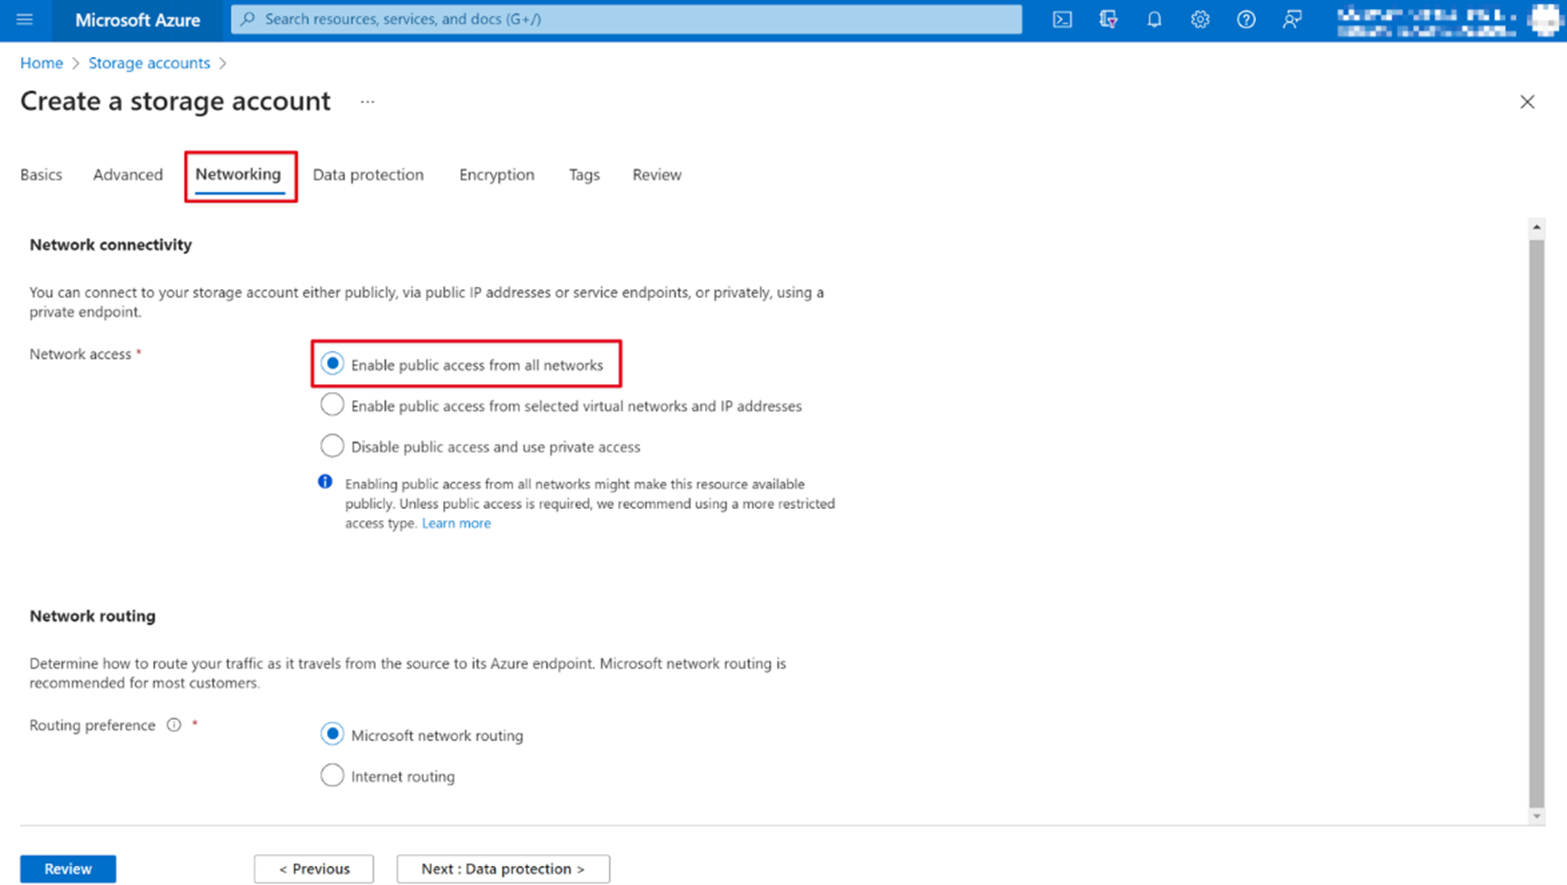 Microsoft Azure
Search resources, services, and docs (G+/)
Home > Storage accounts >
Create a storage account ...
Basics Advanced Networking Data protection Encryption Tags Review
Network connectivity
You can connect to your storage account either publicly, via public IP addresses or service endpoints, or privately, using a
private endpoint.
Network access *
Enable public access from all networks
Enable public access from selected virtual networks and IP addresses
Disable public access and use private access
Enabling public access from all networks might make this resource available
publicly. Unless public access is required, we recommend using a more restricted
access type. Learn more
Network routing
Determine how to route your traffic as it travels from the source to its Azure endpoint. Microsoft network routing is
recommended for most customers.
Routing preference *
Microsoft network routing
Internet routing
Review
< Previous
Next : Data protection >